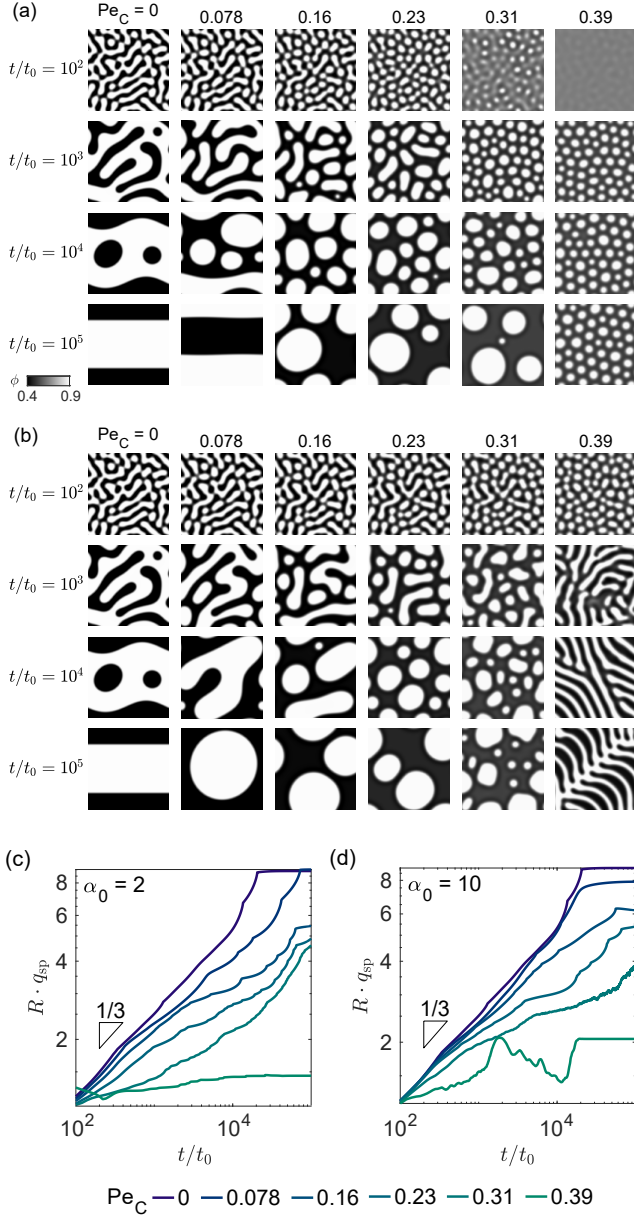 (a)
Pe_C = 0 0.078 0.16 0.23 0.31 0.39
t/t_0 = 10^2
t/t_0 = 10^3
t/t_0 = 10^4
t/t_0 = 10^5
ϕ
0.4 0.9
(b)
Pe_C = 0 0.078 0.16 0.23 0.31 0.39
t/t_0 = 10^2
t/t_0 = 10^3
t/t_0 = 10^4
t/t_0 = 10^5
(c) (d)
8 α_0 = 2 8 α_0 = 10
6 6
R · q_sp 4 R · q_sp 4
1/3 1/3
2 2
10^2 10^4 10^2 10^4
t/t_0 t/t_0
Pe_C 0 0.078 0.16 0.23 0.31 0.39